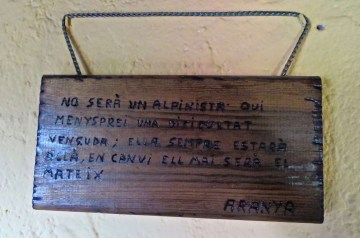 NO SERÀ UN ALPINISTA QUI
MENYSPREI UNA DIFICULTAT
VENÇUDA; ELLA SEMPRE ESTARÀ
ALLÀ, EN CANVI ELL MAI SERÀ EL
MATEIX
ARANYA